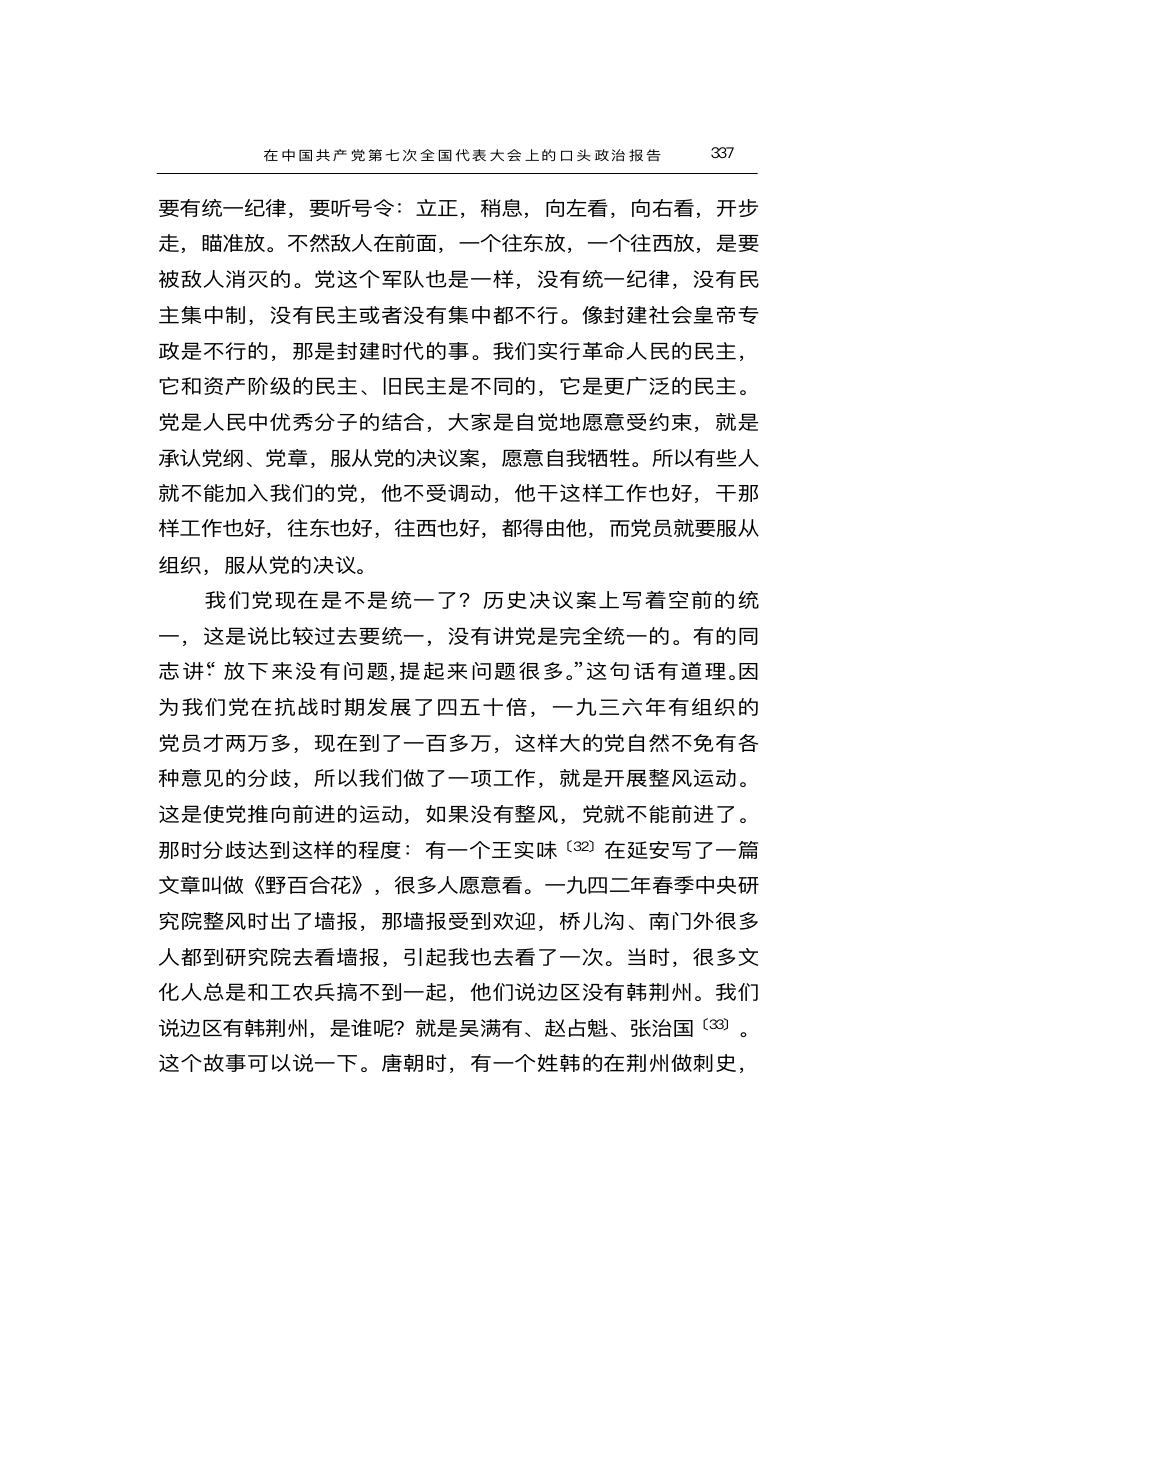 在中国共产党第七次全国代表大会上的口头政治报告 337
要有统一纪律，要听号令：立正，稍息，向左看，向右看，开步
走，瞄准放。不然敌人在前面，一个往东放，一个往西放，是要
被敌人消灭的。党这个军队也是一样，没有统一纪律，没有民
主集中制，没有民主或者没有集中都不行。像封建社会皇帝专
政是不行的，那是封建时代的事。我们实行革命人民的民主，
它和资产阶级的民主、旧民主是不同的，它是更广泛的民主。
党是人民中优秀分子的结合，大家是自觉地愿意受约束，就是
承认党纲、党章，服从党的决议案，愿意自我牺牲。所以有些人
就不能加入我们的党，他不受调动，他干这样工作也好，干那
样工作也好，往东也好，往西也好，都得由他，而党员就要服从
组织，服从党的决议。
我们党现在是不是统一了？历史决议案上写着空前的统
一，这是说比较过去要统一，没有讲党是完全统一的。有的同
志讲：“放下来没有问题，提起来问题很多。”这句话有道理。因
为我们党在抗战时期发展了四五十倍，一九三六年有组织的
党员才两万多，现在到了一百多万，这样大的党自然不免有各
种意见的分歧，所以我们做了一项工作，就是开展整风运动。
这是使党推向前进的运动，如果没有整风，党就不能前进了。
那时分歧达到这样的程度：有一个王实味〔32〕在延安写了一篇
文章叫做《野百合花》，很多人愿意看。一九四二年春季中央研
究院整风时出了墙报，那墙报受到欢迎，桥儿沟、南门外很多
人都到研究院去看墙报，引起我也去看了一次。当时，很多文
化人总是和工农兵搞不到一起，他们说边区没有韩荆州。我们
说边区有韩荆州，是谁呢？就是吴满有、赵占魁、张治国〔33〕。
这个故事可以说一下。唐朝时，有一个姓韩的在荆州做刺史，